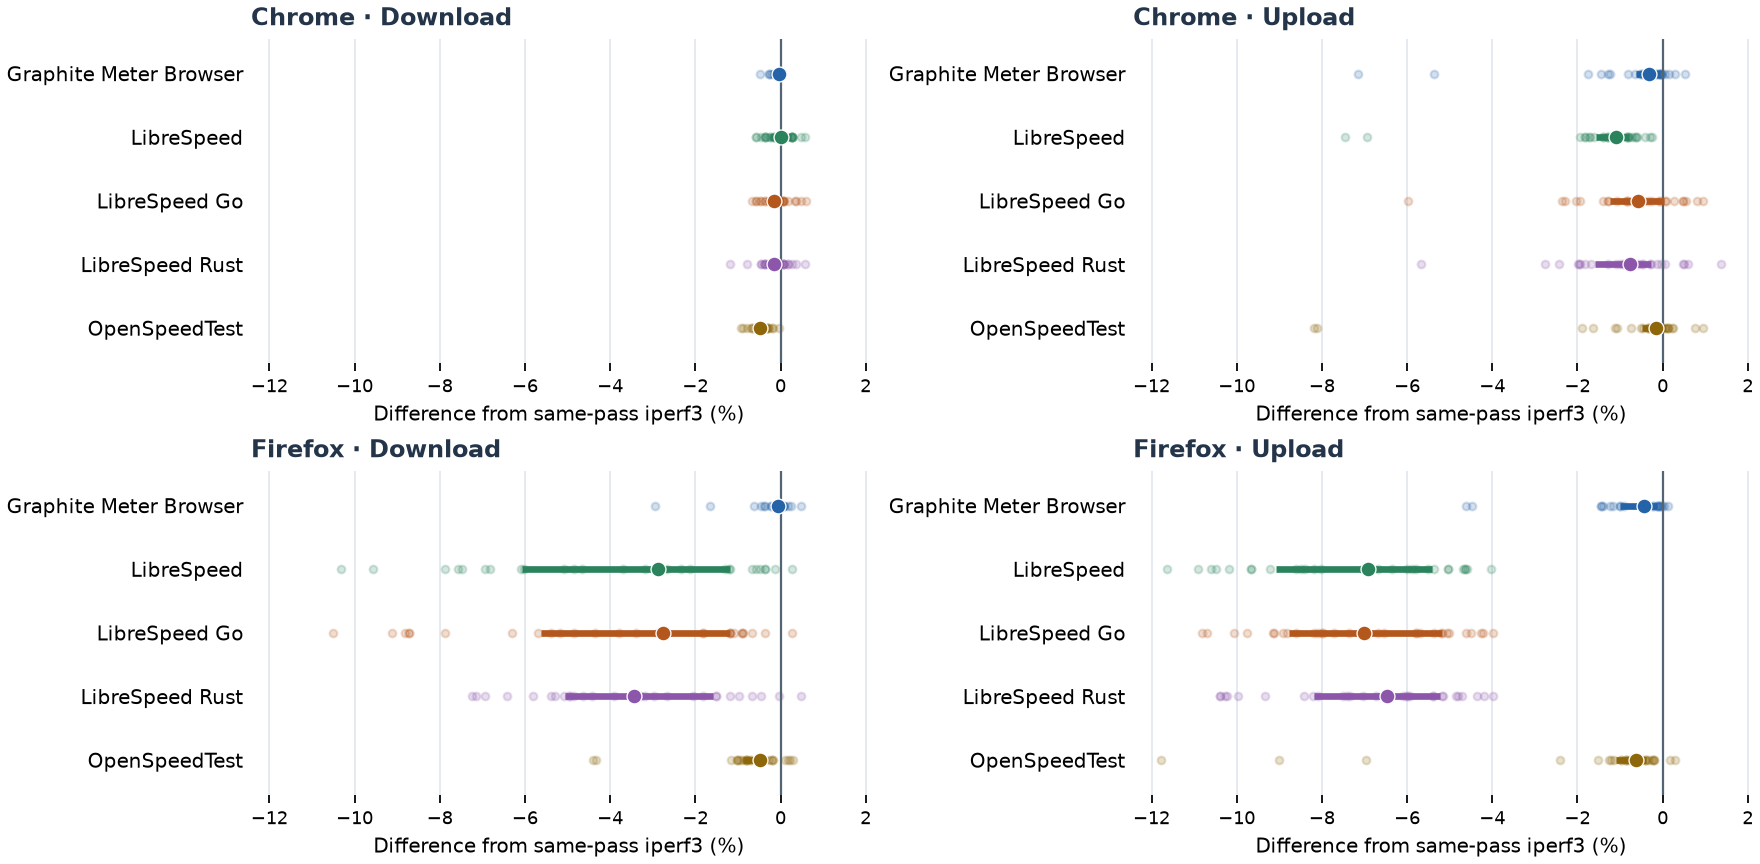 Chrome · Download
Graphite Meter Browser
LibreSpeed
LibreSpeed Go
LibreSpeed Rust
OpenSpeedTest
−12 −10 −8 −6 −4 −2 0 2
Difference from same-pass iperf3 (%)
Chrome · Upload
Graphite Meter Browser
LibreSpeed
LibreSpeed Go
LibreSpeed Rust
OpenSpeedTest
−12 −10 −8 −6 −4 −2 0 2
Difference from same-pass iperf3 (%)
Firefox · Download
Graphite Meter Browser
LibreSpeed
LibreSpeed Go
LibreSpeed Rust
OpenSpeedTest
−12 −10 −8 −6 −4 −2 0 2
Difference from same-pass iperf3 (%)
Firefox · Upload
Graphite Meter Browser
LibreSpeed
LibreSpeed Go
LibreSpeed Rust
OpenSpeedTest
−12 −10 −8 −6 −4 −2 0 2
Difference from same-pass iperf3 (%)